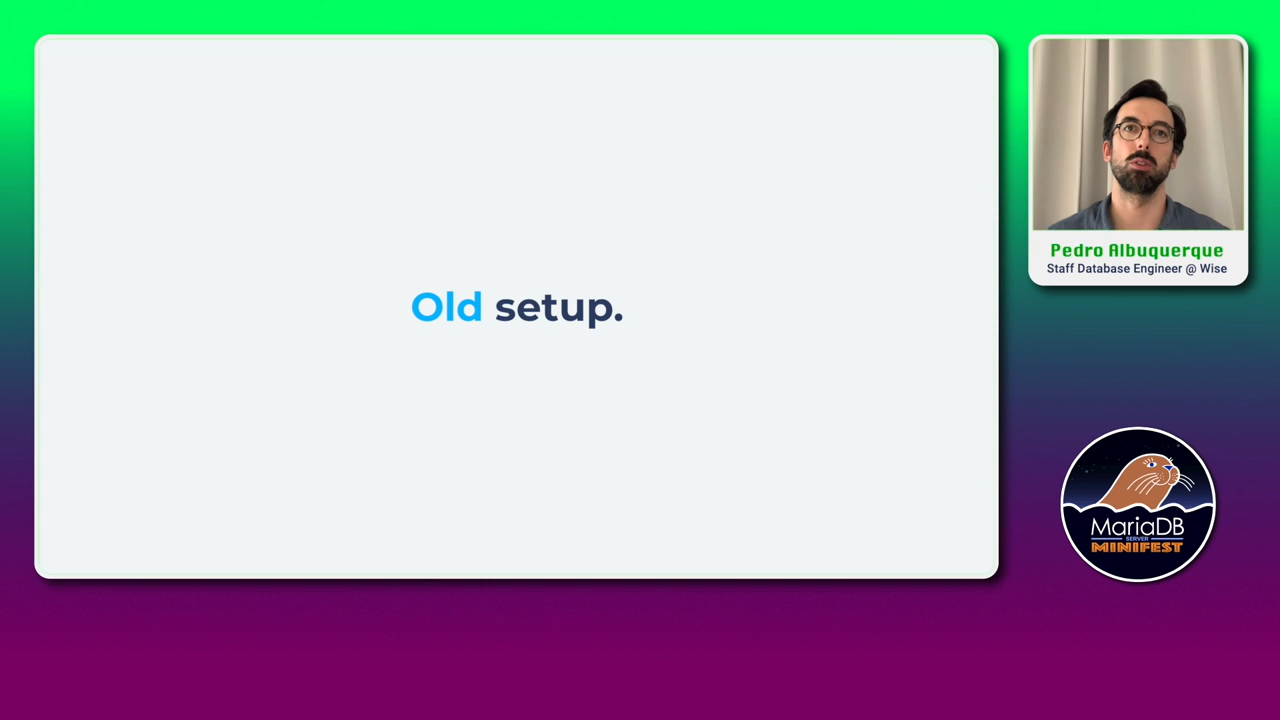 Old setup.
Pedro Albuquerque
Staff Database Engineer @ Wise
MariaDB
SERVER
MINIFEST